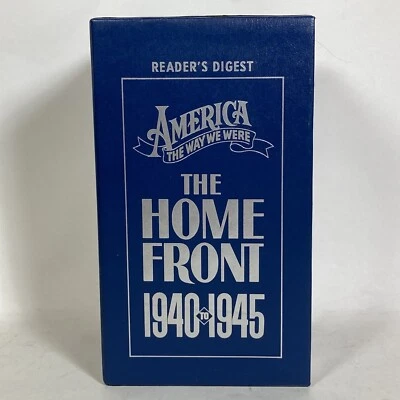 READER'S DIGEST
AMERICA
THE WAY WE WERE
THE
HOME
FRONT
1940 TO 1945